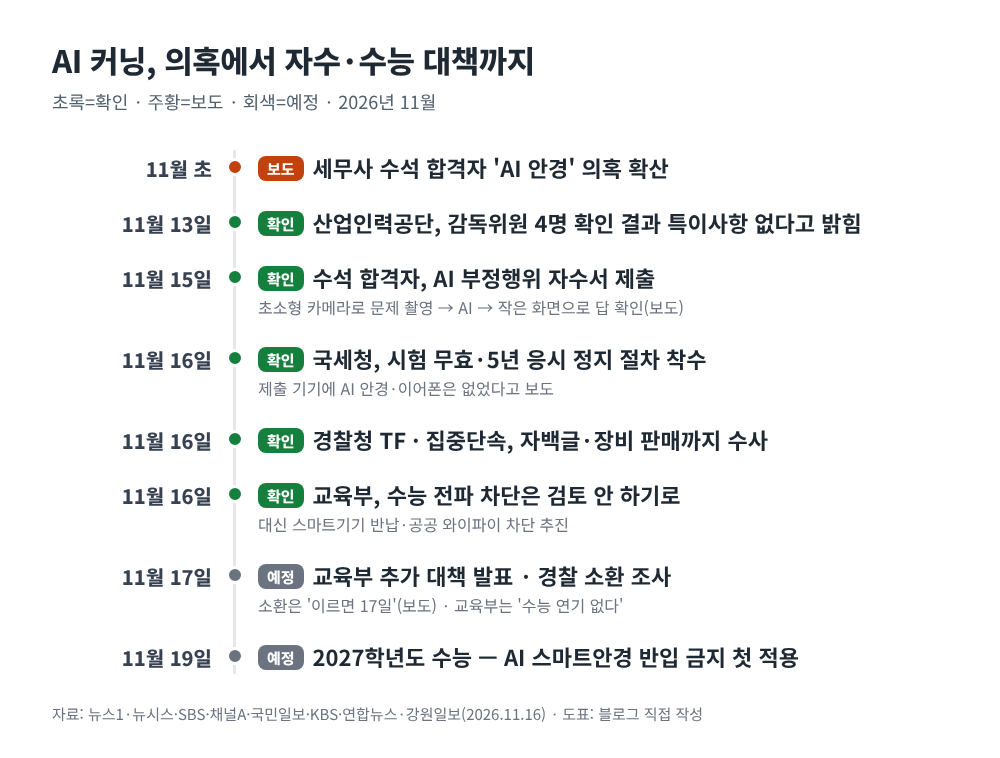 AI 커닝, 의혹에서 자수·수능 대책까지
초록=확인 · 주황=보도 · 회색=예정 · 2026년 11월
11월 초 보도 세무사 수석 합격자 'AI 안경' 의혹 확산
11월 13일 확인 산업인력공단, 감독위원 4명 확인 결과 특이사항 없다고 밝힘
11월 15일 확인 수석 합격자, AI 부정행위 자수서 제출
초소형 카메라로 문제 촬영 → AI → 작은 화면으로 답 확인(보도)
11월 16일 확인 국세청, 시험 무효·5년 응시 정지 절차 착수
제출 기기에 AI 안경·이어폰은 없었다고 보도
11월 16일 확인 경찰청 TF · 집중단속, 자백글·장비 판매까지 수사
11월 16일 확인 교육부, 수능 전파 차단은 검토 안 하기로
대신 스마트기기 반납·공공 와이파이 차단 추진
11월 17일 예정 교육부 추가 대책 발표 · 경찰 소환 조사
소환은 '이르면 17일'(보도) · 교육부는 '수능 연기 없다'
11월 19일 예정 2027학년도 수능 — AI 스마트안경 반입 금지 첫 적용
자료: 뉴스1·뉴시스·SBS·채널A·국민일보·KBS·연합뉴스·강원일보(2026.11.16) · 도표: 블로그 직접 작성